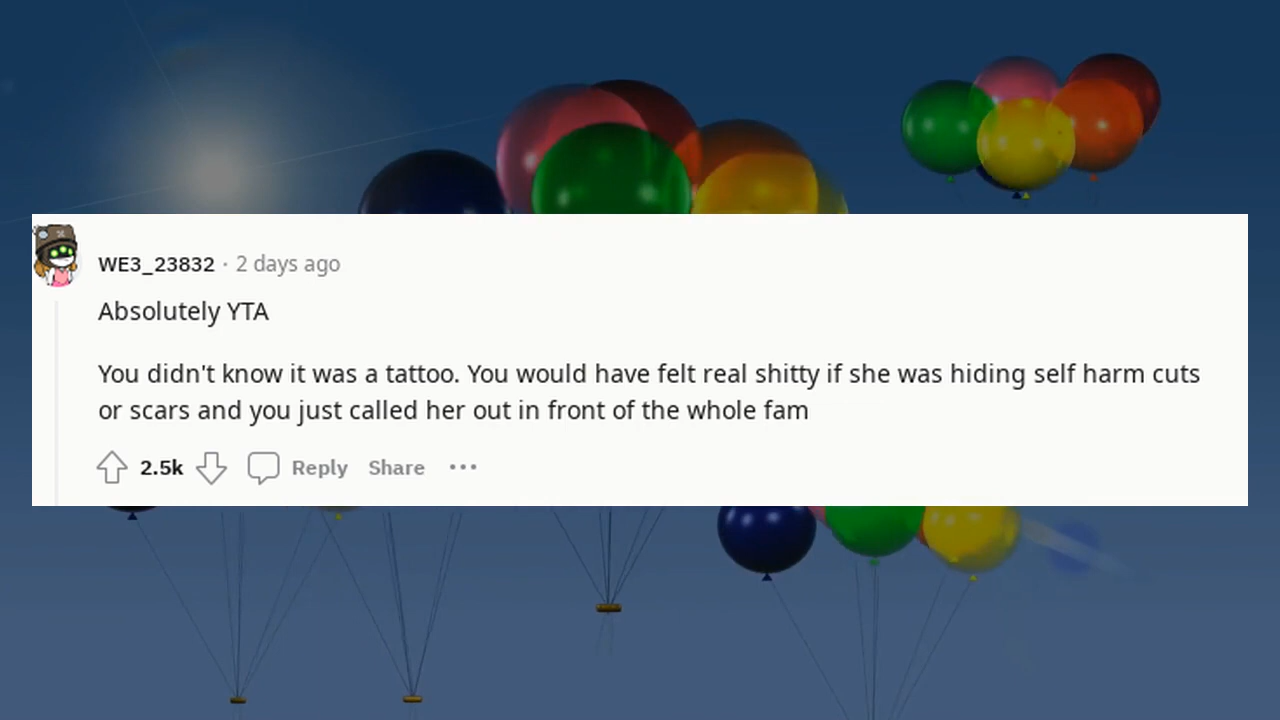 WE3_23832 · 2 days ago
Absolutely YTA
You didn't know it was a tattoo. You would have felt real shitty if she was hiding self harm cuts
or scars and you just called her out in front of the whole fam
2.5k Reply Share •••